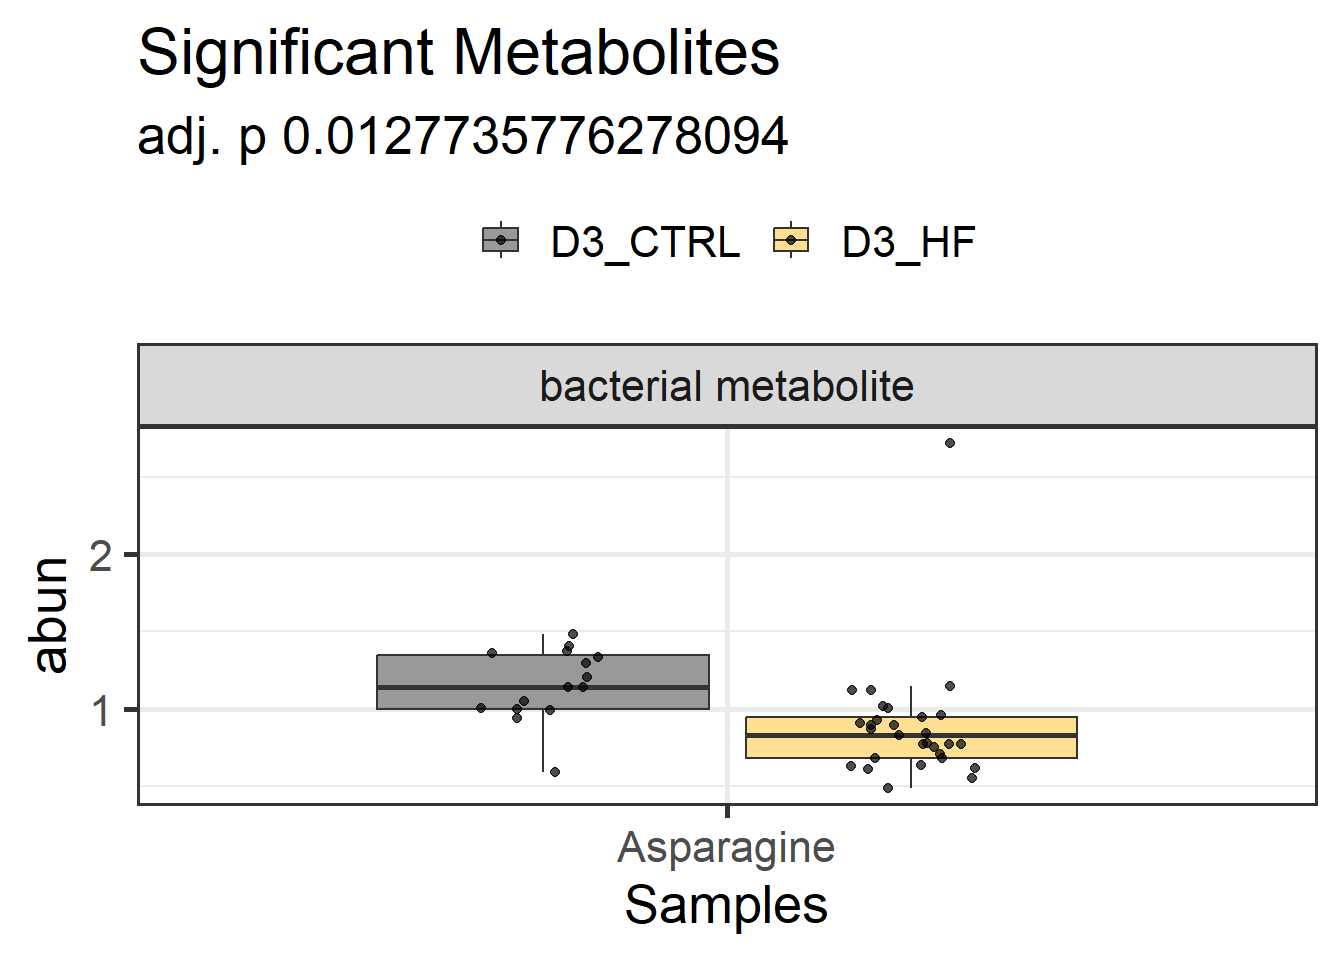 Significant Metabolites
adj. p 0.0127735776278094
D3_CTRL D3_HF
bacterial metabolite
abun
2
1
Asparagine
Samples